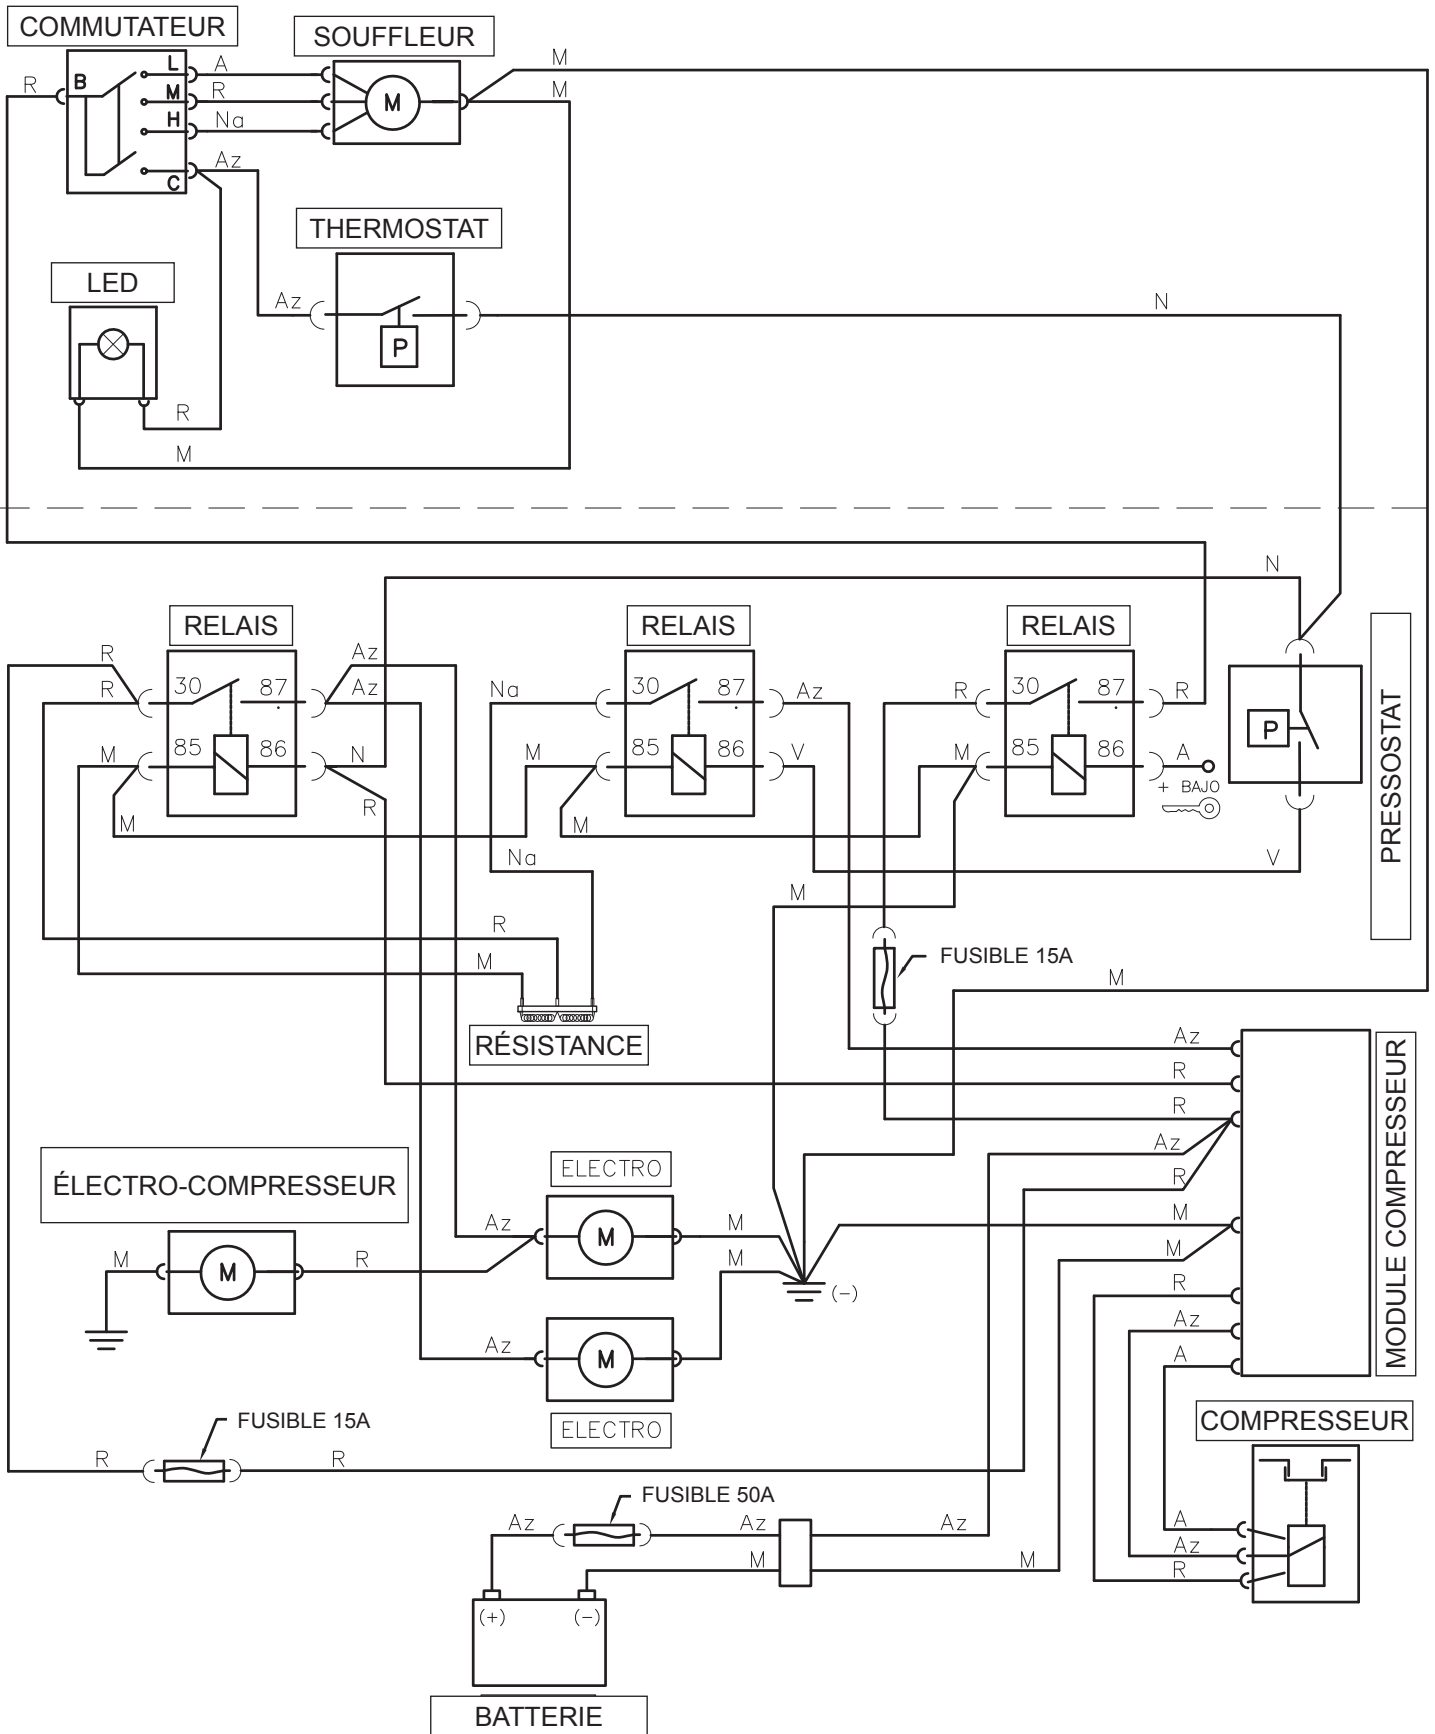 COMMUTATEUR
SOUFFLEUR
M
R
B
L
A
M
R
M
M
H
Na
Az
C
THERMOSTAT
LED
Az
P
N
R
M
N
RELAIS
RELAIS
RELAIS
R
Az
R
30
87
Az
Na
30
87
Az
R
30
87
R
M
85
86
N
M
85
86
V
M
85
86
A
P
+ BAJO
R
M
M
PRESSOSTAT
Na
V
M
R
M
FUSIBLE 15A
M
RÉSISTANCE
Az
R
R
Az
R
MODULE COMPRESSEUR
ÉLECTRO-COMPRESSEUR
ELECTRO
Az
M
M
M
M
R
M
M
M
(-)
R
Az
M
Az
A
ELECTRO
FUSIBLE 15A
R
R
COMPRESSEUR
FUSIBLE 50A
Az
Az
Az
A
M
M
Az
R
(+)
(-)
BATTERIE